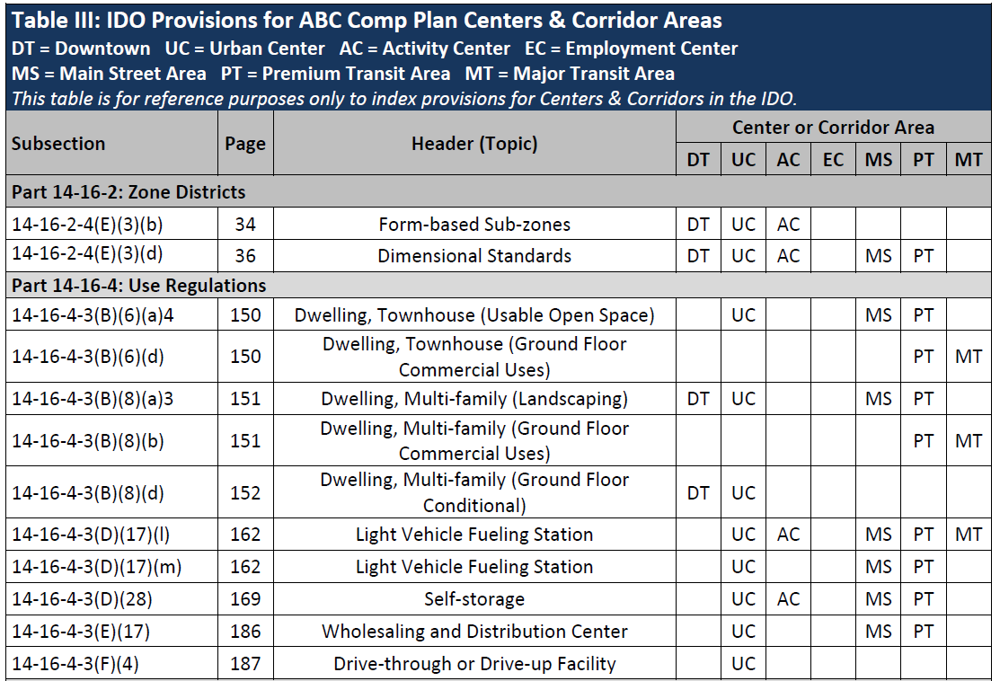 Table III: IDO Provisions for ABC Comp Plan Centers & Corridor Areas
DT = Downtown UC = Urban Center AC = Activity Center EC = Employment Center
MS = Main Street Area PT = Premium Transit Area MT = Major Transit Area
This table is for reference purposes only to index provisions for Centers & Corridors in the IDO.
Subsection Page Header (Topic) Center or Corridor Area
DT UC AC EC MS PT MT
Part 14-16-2: Zone Districts
14-16-2-4(E)(3)(b) 34 Form-based Sub-zones DT UC AC
14-16-2-4(E)(3)(d) 36 Dimensional Standards DT UC AC MS PT
Part 14-16-4: Use Regulations
14-16-4-3(B)(6)(a)4 150 Dwelling, Townhouse (Usable Open Space) UC MS PT
14-16-4-3(B)(6)(d) 150 Dwelling, Townhouse (Ground Floor
Commercial Uses) PT MT
14-16-4-3(B)(8)(a)3 151 Dwelling, Multi-family (Landscaping) DT UC MS PT
14-16-4-3(B)(8)(b) 151 Dwelling, Multi-family (Ground Floor
Commercial Uses) PT MT
14-16-4-3(B)(8)(d) 152 Dwelling, Multi-family (Ground Floor
Conditional) DT UC
14-16-4-3(D)(17)(l) 162 Light Vehicle Fueling Station UC AC MS PT MT
14-16-4-3(D)(17)(m) 162 Light Vehicle Fueling Station UC MS PT
14-16-4-3(D)(28) 169 Self-storage UC AC MS PT
14-16-4-3(E)(17) 186 Wholesaling and Distribution Center UC MS PT
14-16-4-3(F)(4) 187 Drive-through or Drive-up Facility UC